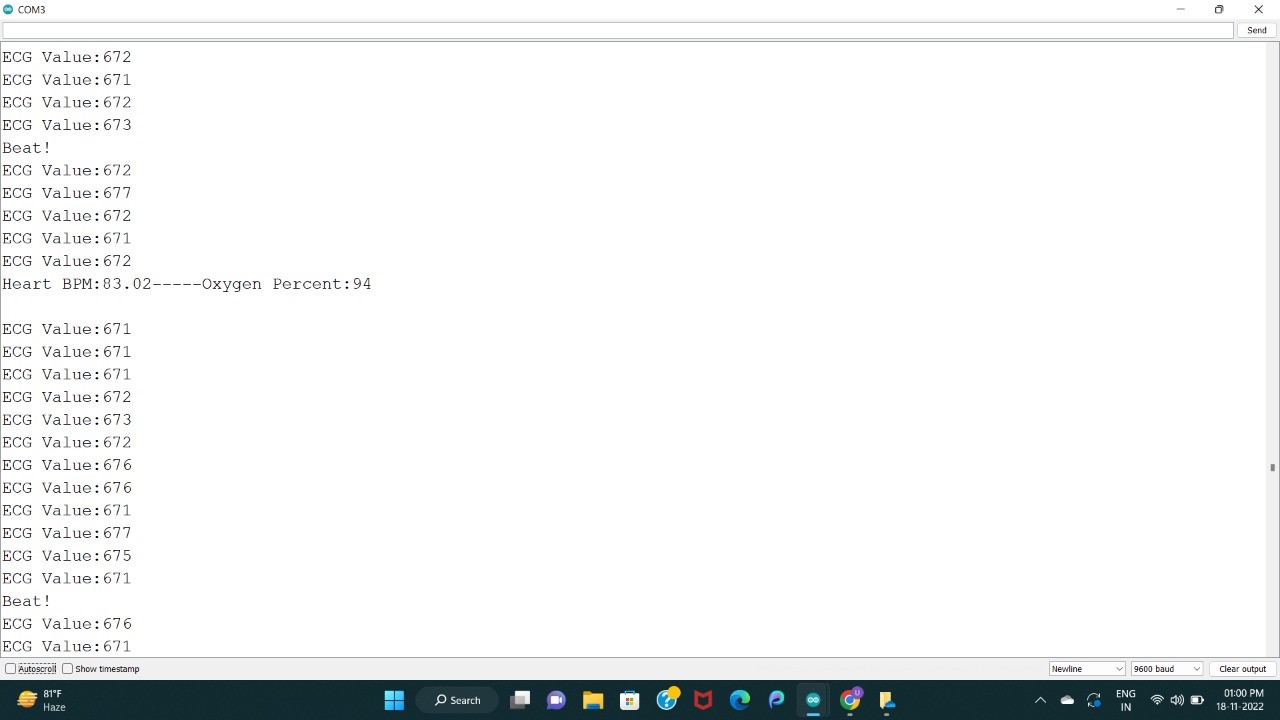 COM3
Send
ECG Value:672
ECG Value:671
ECG Value:672
ECG Value:673
Beat!
ECG Value:672
ECG Value:677
ECG Value:672
ECG Value:671
ECG Value:672
Heart BPM:83.02-----Oxygen Percent:94
ECG Value:671
ECG Value:671
ECG Value:671
ECG Value:672
ECG Value:673
ECG Value:672
ECG Value:676
ECG Value:676
ECG Value:671
ECG Value:677
ECG Value:675
ECG Value:671
Beat!
ECG Value:676
ECG Value:671
Autoscroll Show timestamp Newline 9600 baud Clear output
81°F
Haze
Search
ENG
IN
01:00 PM
18-11-2022